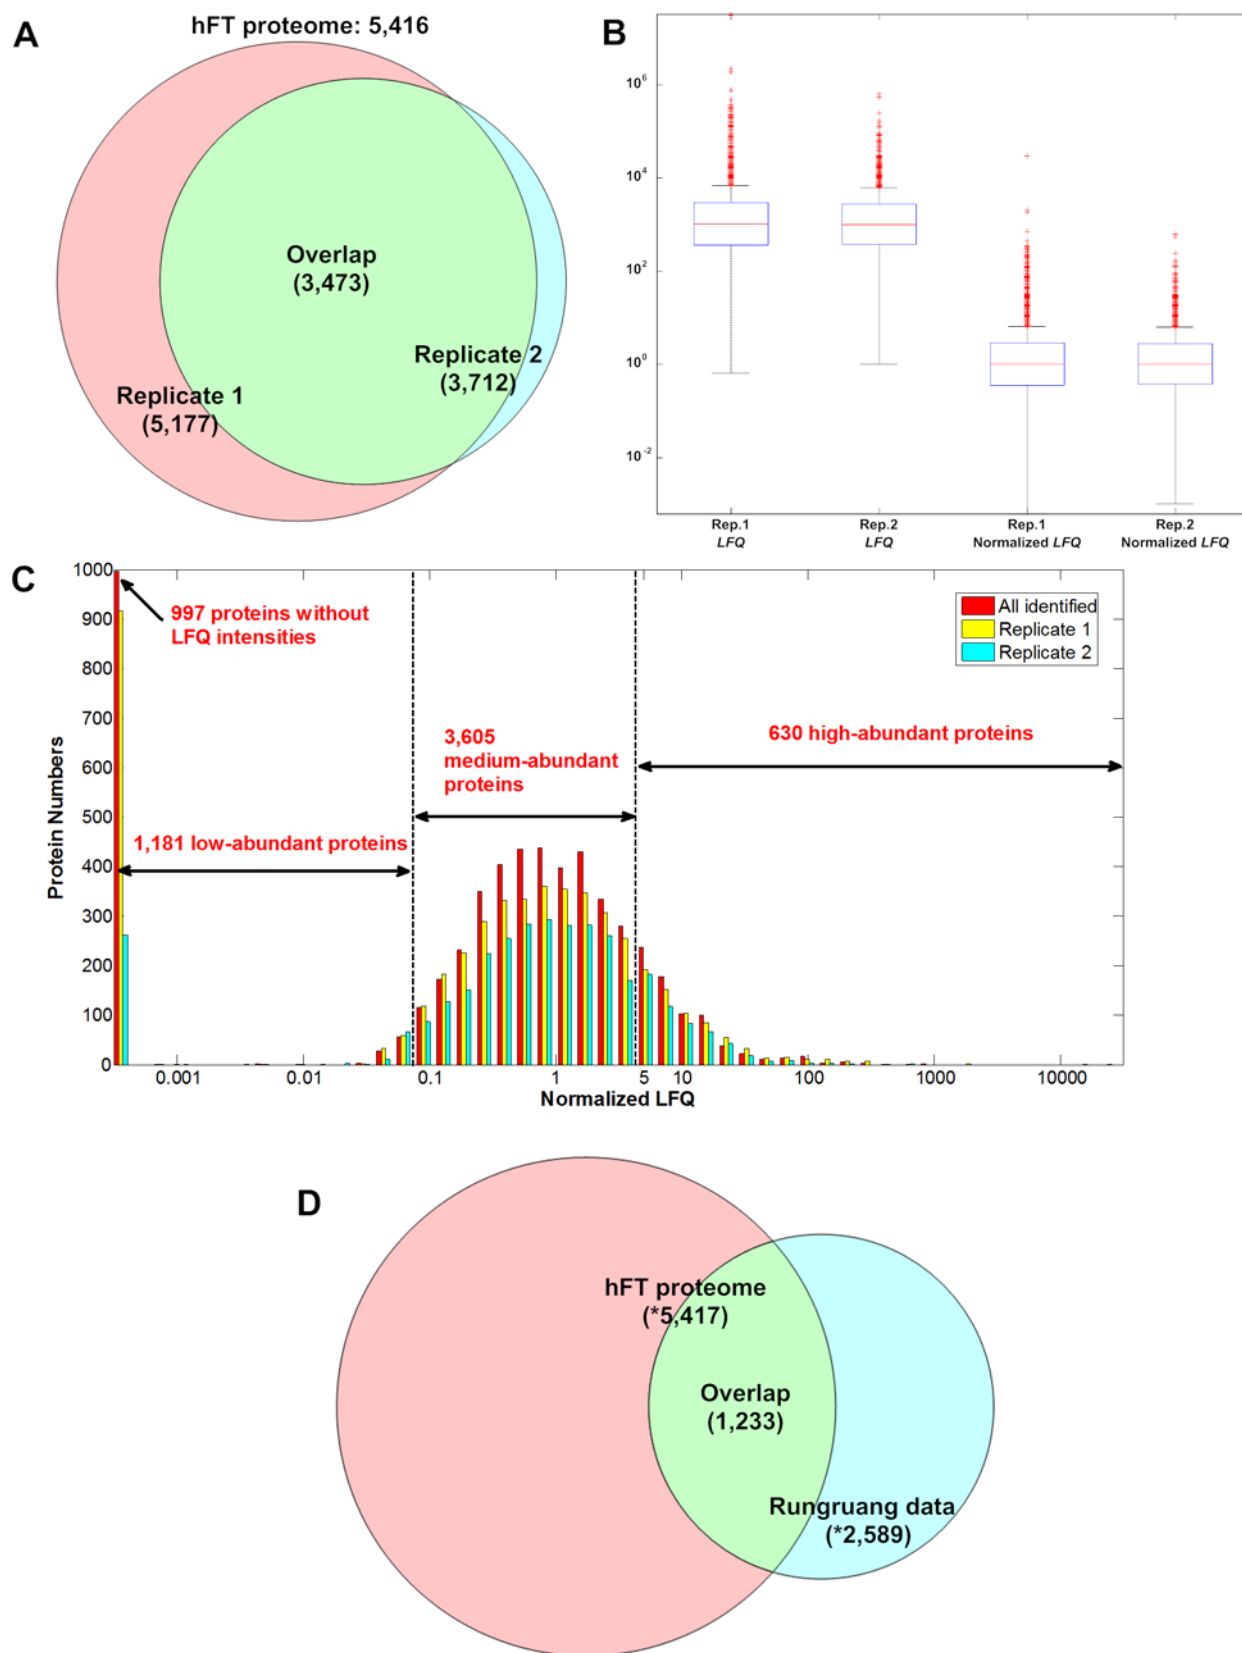 A
hFT proteome: 5,416
Overlap
(3,473)
Replicate 2
(3,712)
Replicate 1
(5,177)
B
10^6
10^4
10^2
10^0
10^-2
Rep.1
LFQ
Rep.2
LFQ
Rep.1
Normalized LFQ
Rep.2
Normalized LFQ
C
1000
900
800
700
600
500
400
300
200
100
0
Protein Numbers
997 proteins without
LFQ intensities
1,181 low-abundant proteins
3,605
medium-abundant
proteins
630 high-abundant proteins
All identified
Replicate 1
Replicate 2
0.001
0.01
0.1
1
5
10
100
1000
10000
Normalized LFQ
D
hFT proteome
(*5,417)
Overlap
(1,233)
Rungruang data
(*2,589)